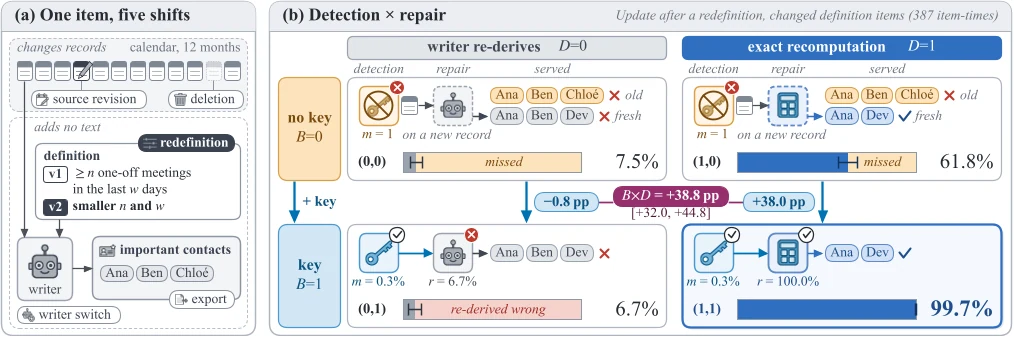 (a) One item, five shifts
changes records
calendar, 12 months
source revision
deletion
adds no text
redefinition
definition
v1 ≥ n one-off meetings
in the last w days
v2 smaller n and w
writer
important contacts
Ana Ben Chloé
export
writer switch
(b) Detection × repair
Update after a redefinition, changed definition items (387 item-times)
writer re-derives D=0
exact recomputation D=1
detection repair served
detection repair served
no key
B=0
Ana Ben Chloé old
Ana Ben Dev fresh
m = 1 on a new record
(0,0) missed 7.5%
Ana Ben Chloé old
Ana Dev fresh
m = 1 on a new record
(1,0) missed 61.8%
+ key
−0.8 pp
B×D = +38.8 pp
[+32.0, +44.8]
+38.0 pp
key
B=1
Ana Ben Dev
m = 0.3% r = 6.7%
(0,1) re-derived wrong 6.7%
Ana Dev
m = 0.3% r = 100.0%
(1,1) 99.7%